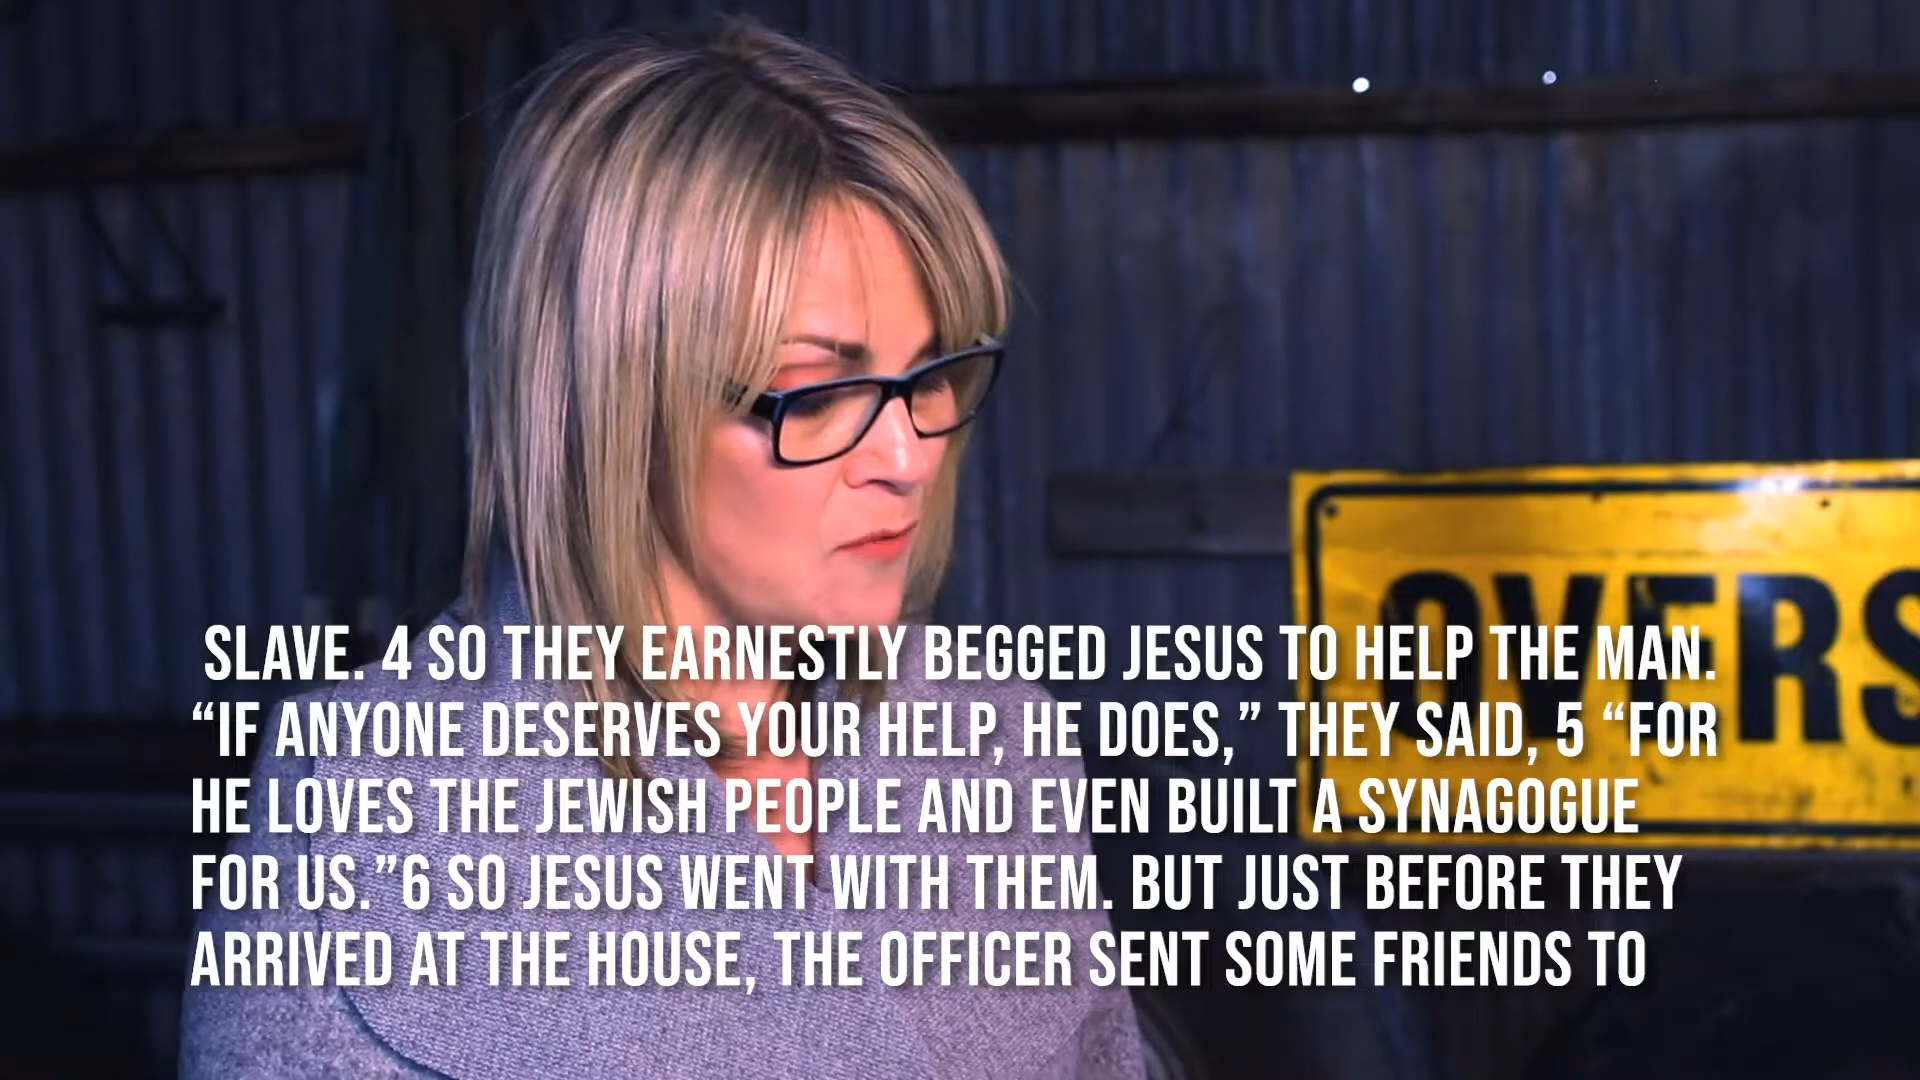 OVERS
SLAVE. 4 SO THEY EARNESTLY BEGGED JESUS TO HELP THE MAN.
“IF ANYONE DESERVES YOUR HELP, HE DOES,” THEY SAID, 5 “FOR
HE LOVES THE JEWISH PEOPLE AND EVEN BUILT A SYNAGOGUE
FOR US.”6 SO JESUS WENT WITH THEM. BUT JUST BEFORE THEY
ARRIVED AT THE HOUSE, THE OFFICER SENT SOME FRIENDS TO